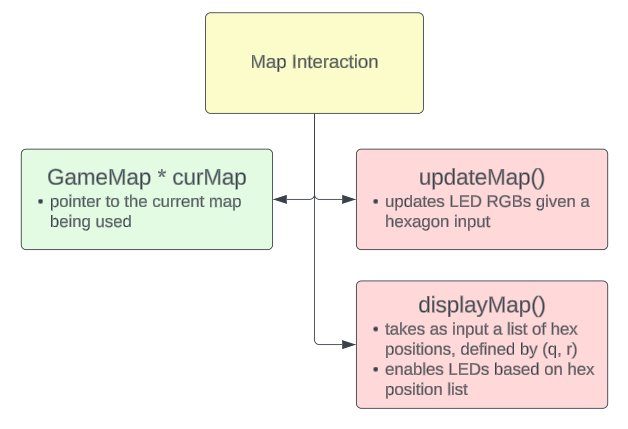 Map Interaction
GameMap * curMap
• pointer to the current map
being used
updateMap()
• updates LED RGBs given a
hexagon input
displayMap()
• takes as input a list of hex
positions, defined by (q, r)
• enables LEDs based on hex
position list